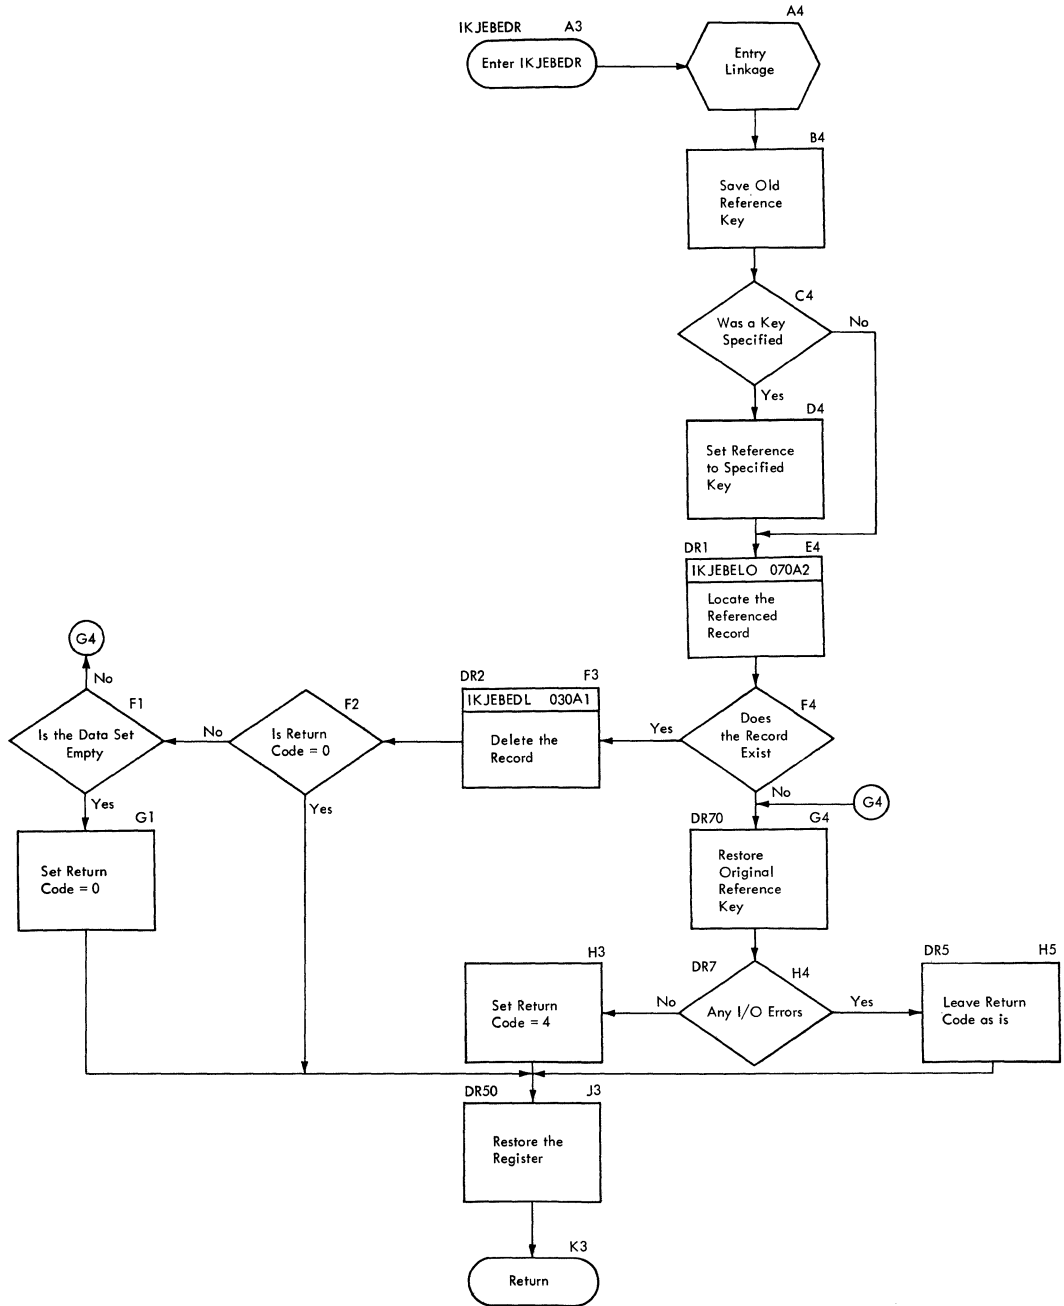 IKJEBEDR A3
Enter IKJEBEDR
A4
Entry
Linkage
B4
Save Old
Reference
Key
C4
Was a Key
Specified
No
Yes
D4
Set Reference
to Specified
Key
DR1 E4
IKJEBELO 070A2
Locate the
Referenced
Record
G4
No
F1
Is the Data Set
Empty
No
F2
Is Return
Code = 0
DR2 F3
IKJEBEDL 030A1
Delete the
Record
Yes
F4
Does
the Record
Exist
Yes
Yes
No
G4
G1
Set Return
Code = 0
DR70 G4
Restore
Original
Reference
Key
H3
Set Return
Code = 4
No
DR7 H4
Any I/O Errors
Yes
DR5 H5
Leave Return
Code as is
DR50 J3
Restore the
Register
K3
Return